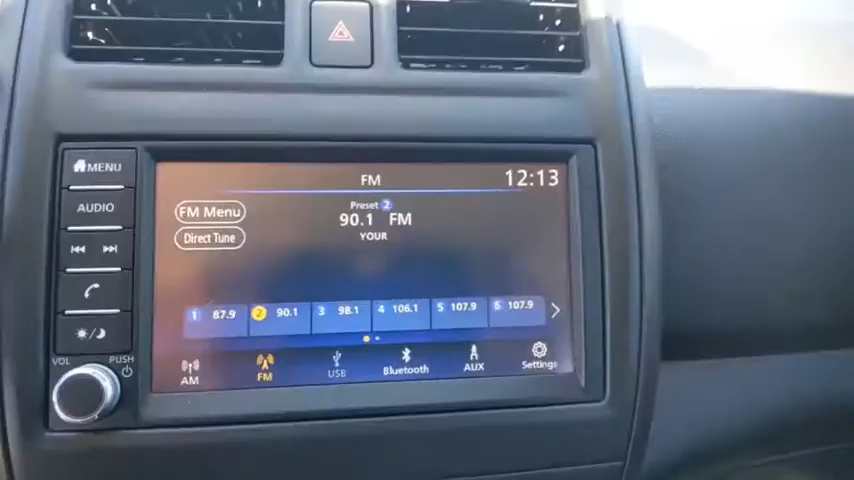 MENU
AUDIO
VOL
PUSH
FM
12:13
FM Menu
Direct Tune
Preset 2
90.1 FM
YOUR
1 87.9
2 90.1
3 98.1
4 106.1
5 107.9
6 107.9
AM
FM
USB
Bluetooth
AUX
Settings